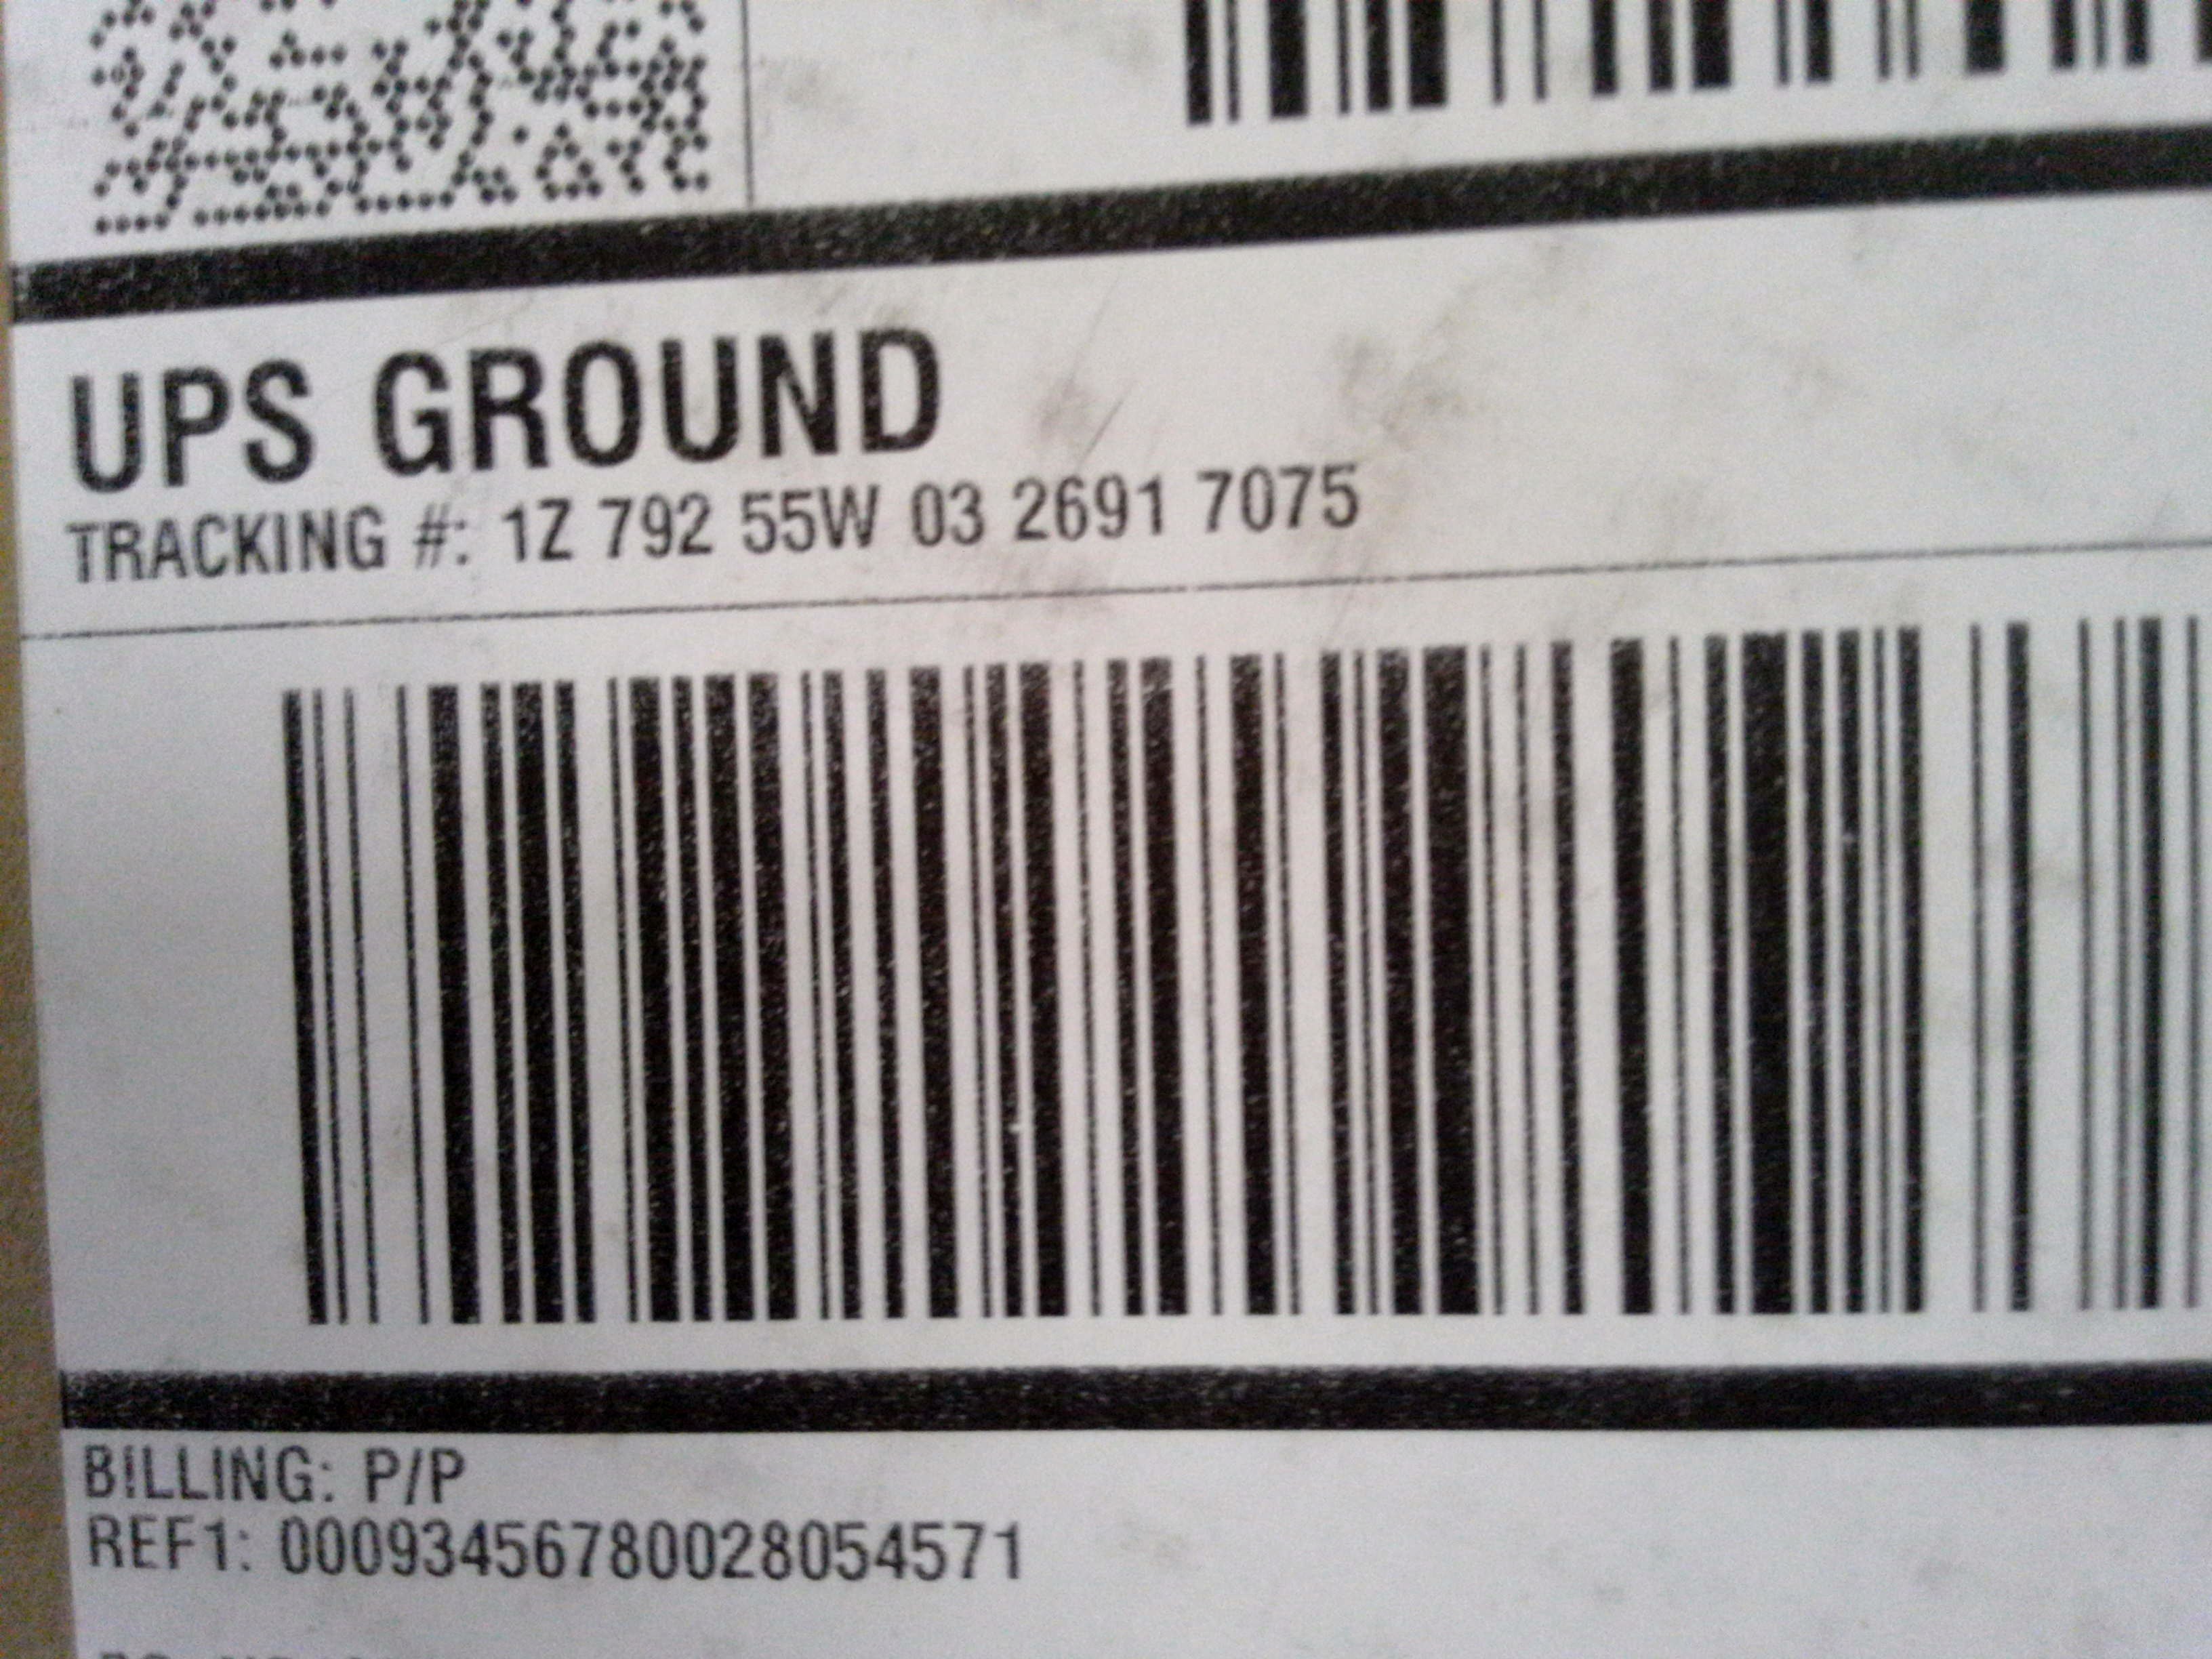 UPS GROUND
TRACKING #: 1Z 792 55W 03 2691 7075
BILLING: P/P
REF1: 00093456780028054571